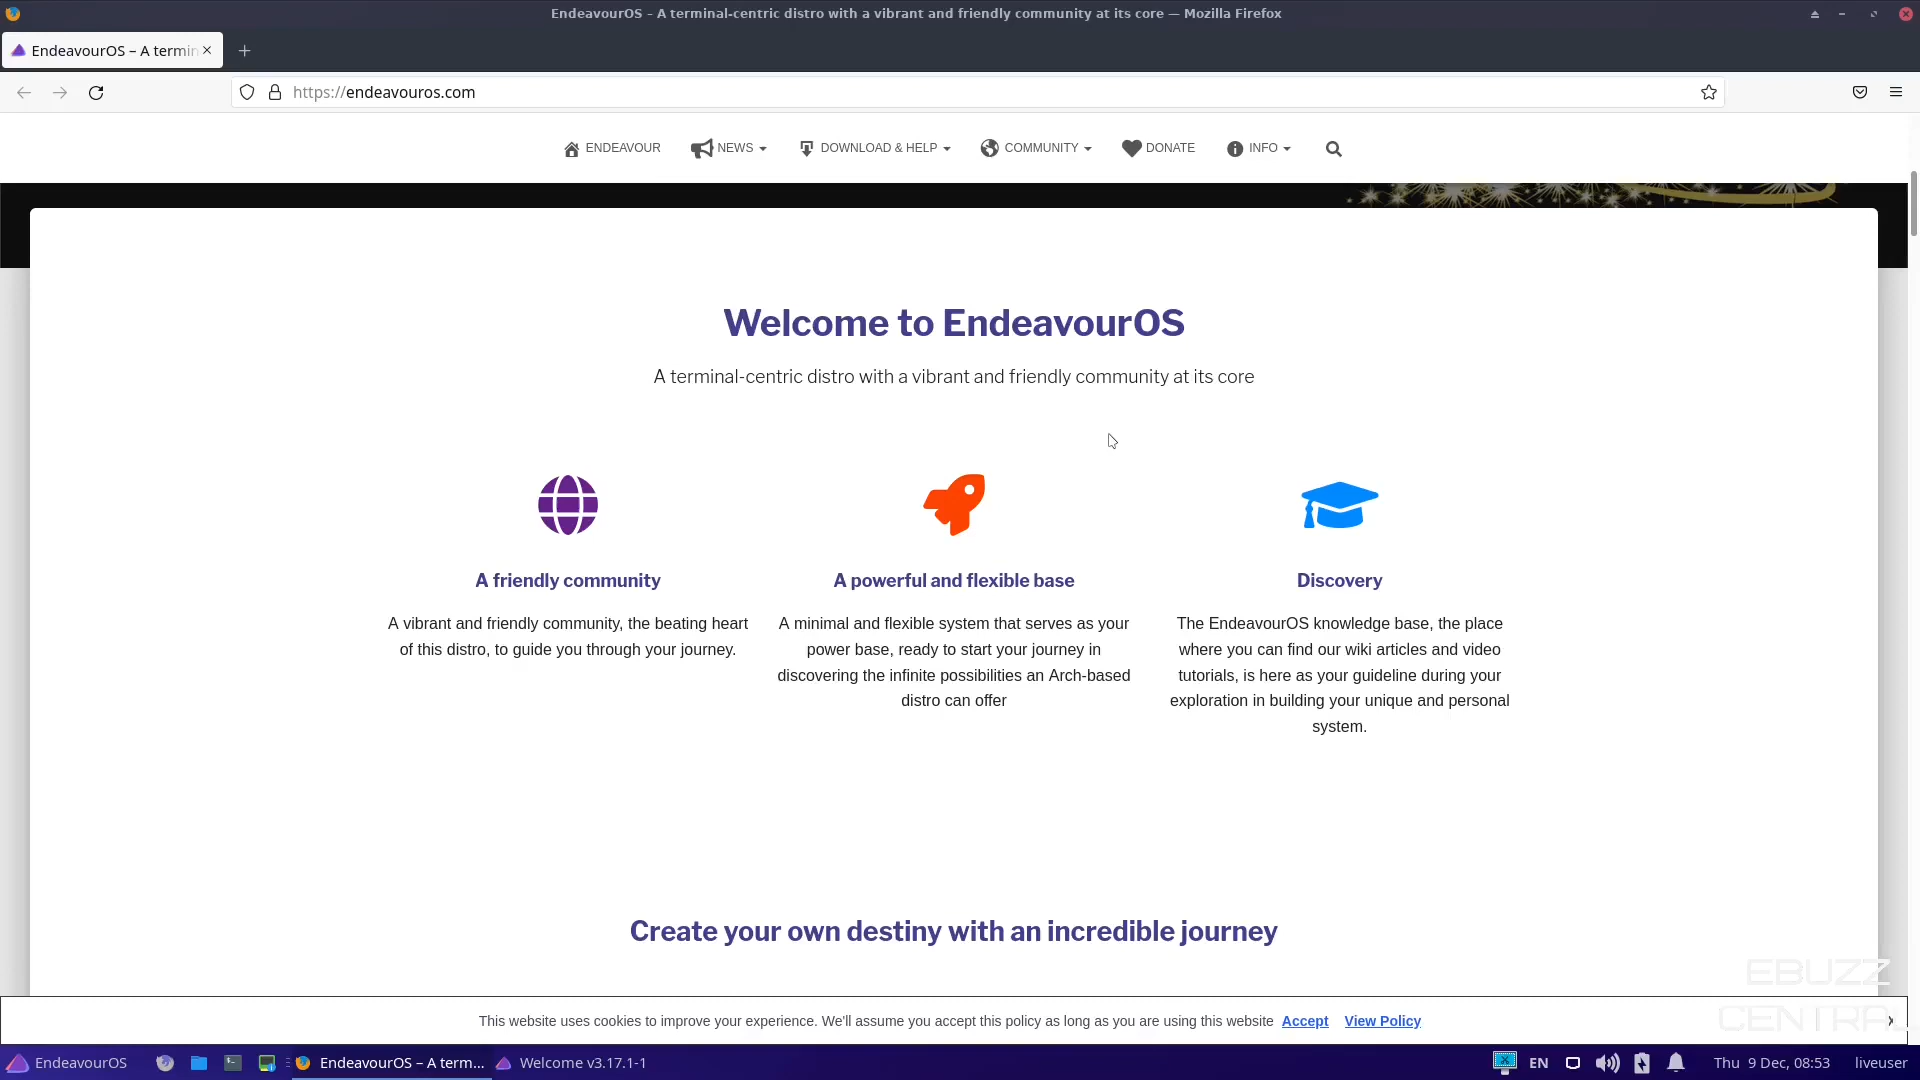 EndeavourOS – A terminal-centric distro with a vibrant and friendly community at its core — Mozilla Firefox
EndeavourOS – A termin
https://endeavouros.com
ENDEAVOUR NEWS DOWNLOAD & HELP COMMUNITY DONATE INFO
Welcome to EndeavourOS
A terminal-centric distro with a vibrant and friendly community at its core
A friendly community
A vibrant and friendly community, the beating heart
of this distro, to guide you through your journey.
A powerful and flexible base
A minimal and flexible system that serves as your
power base, ready to start your journey in
discovering the infinite possibilities an Arch-based
distro can offer
Discovery
The EndeavourOS knowledge base, the place
where you can find our wiki articles and video
tutorials, is here as your guideline during your
exploration in building your unique and personal
system.
Create your own destiny with an incredible journey
EBUZZ
CENTRAL
This website uses cookies to improve your experience. We'll assume you accept this policy as long as you are using this website Accept View Policy
EndeavourOS EndeavourOS – A term... Welcome v3.17.1-1 EN Thu 9 Dec, 08:53 liveuser